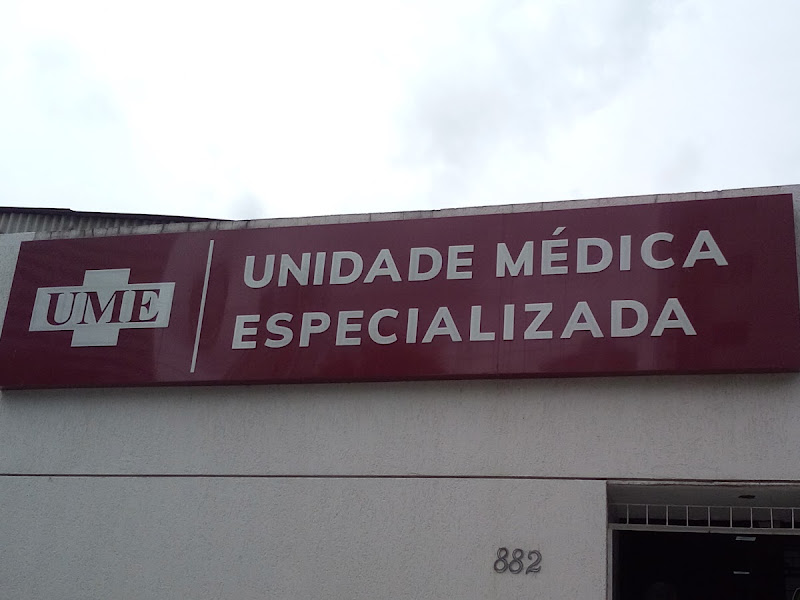 UME
UNIDADE MÉDICA
ESPECIALIZADA
882